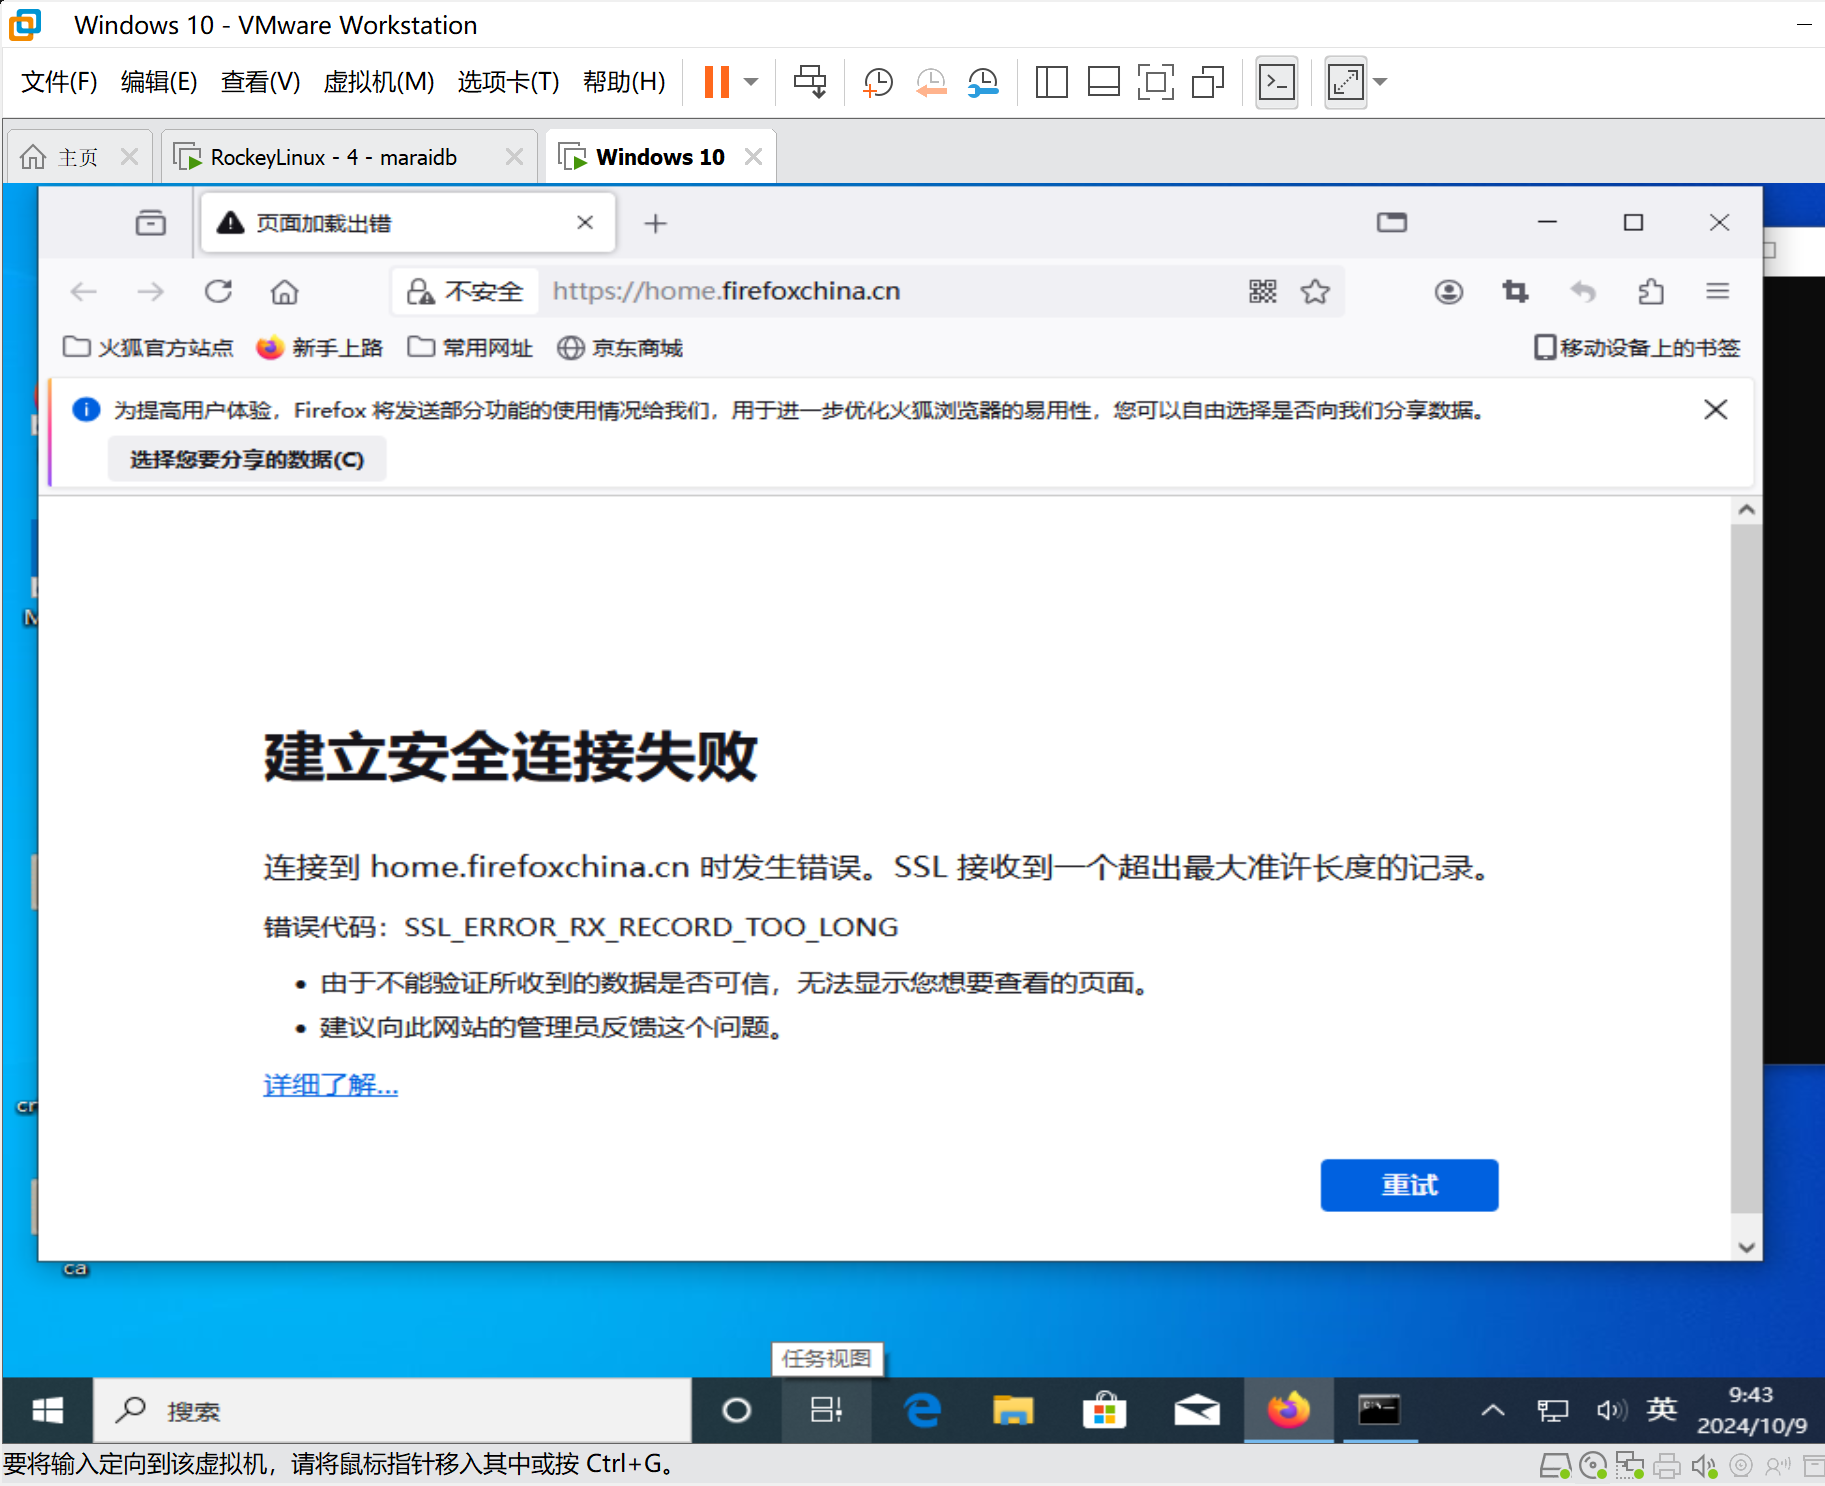 Windows 10 - VMware Workstation
文件(F) 编辑(E) 查看(V) 虚拟机(M) 选项卡(T) 帮助(H)
主页 RockeyLinux - 4 - maraidb Windows 10
页面加载出错
不安全 https://home.firefoxchina.cn
火狐官方站点 新手上路 常用网址 京东商城 移动设备上的书签
为提高用户体验，Firefox 将发送部分功能的使用情况给我们，用于进一步优化火狐浏览器的易用性，您可以自由选择是否向我们分享数据。
选择您要分享的数据(C)
建立安全连接失败
连接到 home.firefoxchina.cn 时发生错误。SSL 接收到一个超出最大准许长度的记录。
错误代码：SSL_ERROR_RX_RECORD_TOO_LONG
• 由于不能验证所收到的数据是否可信，无法显示您想要查看的页面。
• 建议向此网站的管理员反馈这个问题。
详细了解...
重试
ca
任务视图
搜索
英
9:43
2024/10/9
要将输入定向到该虚拟机，请将鼠标指针移入其中或按 Ctrl+G。